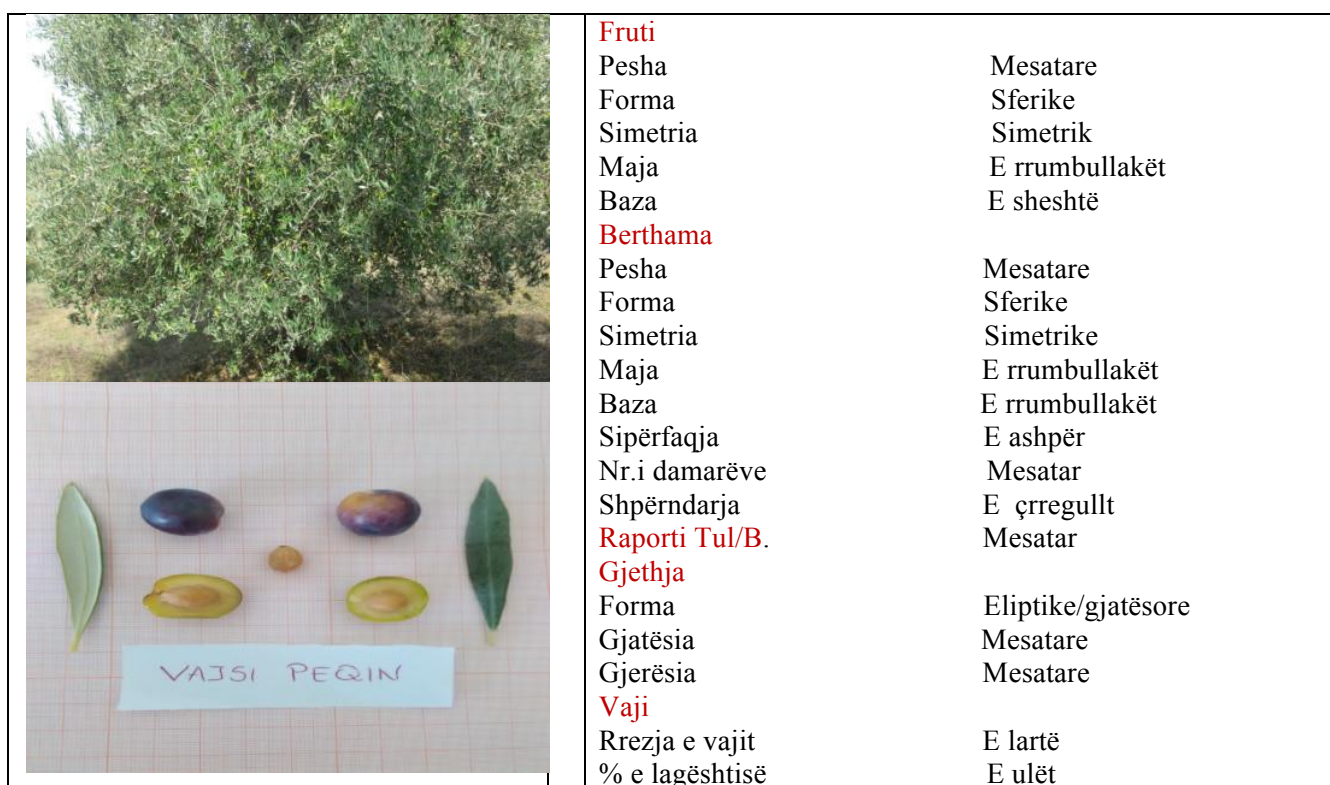 VAJSI PEQIN
Fruti
Pesha Mesatare
Forma Sferike
Simetria Simetrik
Maja E rrumbullakët
Baza E sheshtë
Berthama
Pesha Mesatare
Forma Sferike
Simetria Simetrike
Maja E rrumbullakët
Baza E rrumbullakët
Sipërfaqja E ashpër
Nr.i damarëve Mesatar
Shpërndarja E çrregullt
Raporti Tul/B. Mesatar
Gjethja
Forma Eliptike/gjatësore
Gjatësia Mesatare
Gjerësia Mesatare
Vaji
Rrezja e vajit E lartë
% e lagështisë E ulët